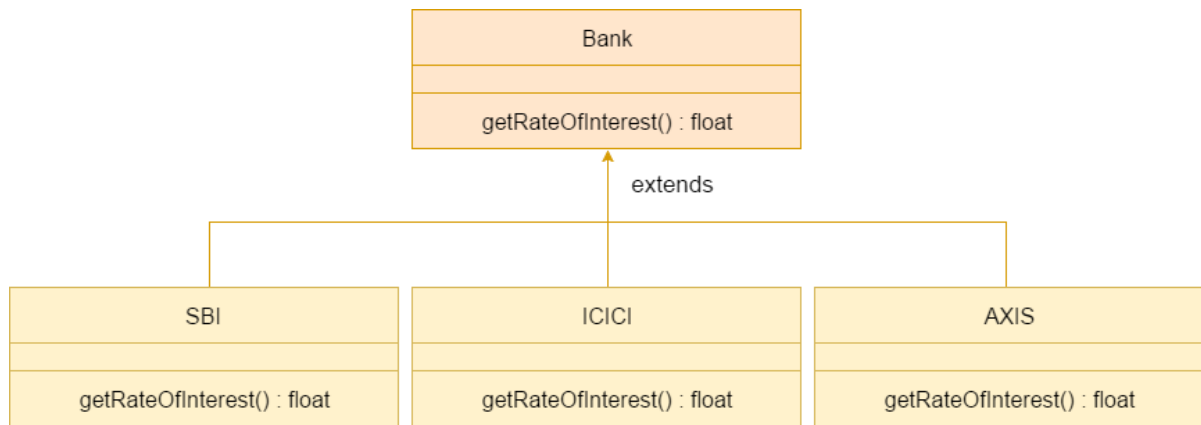 Bank
getRateOfInterest() : float
extends
SBI
getRateOfInterest() : float
ICICI
getRateOfInterest() : float
AXIS
getRateOfInterest() : float